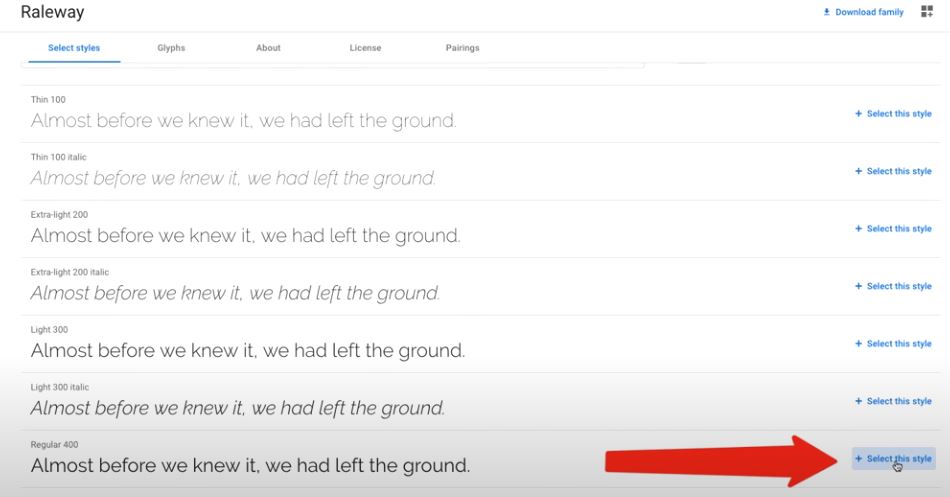 Raleway
Download family
Select styles Glyphs About License Pairings
Thin 100
Almost before we knew it, we had left the ground.
+ Select this style
Thin 100 italic
Almost before we knew it, we had left the ground.
+ Select this style
Extra-light 200
Almost before we knew it, we had left the ground.
+ Select this style
Extra-light 200 italic
Almost before we knew it, we had left the ground.
+ Select this style
Light 300
Almost before we knew it, we had left the ground.
+ Select this style
Light 300 italic
Almost before we knew it, we had left the ground.
+ Select this style
Regular 400
Almost before we knew it, we had left the ground.
+ Select this style